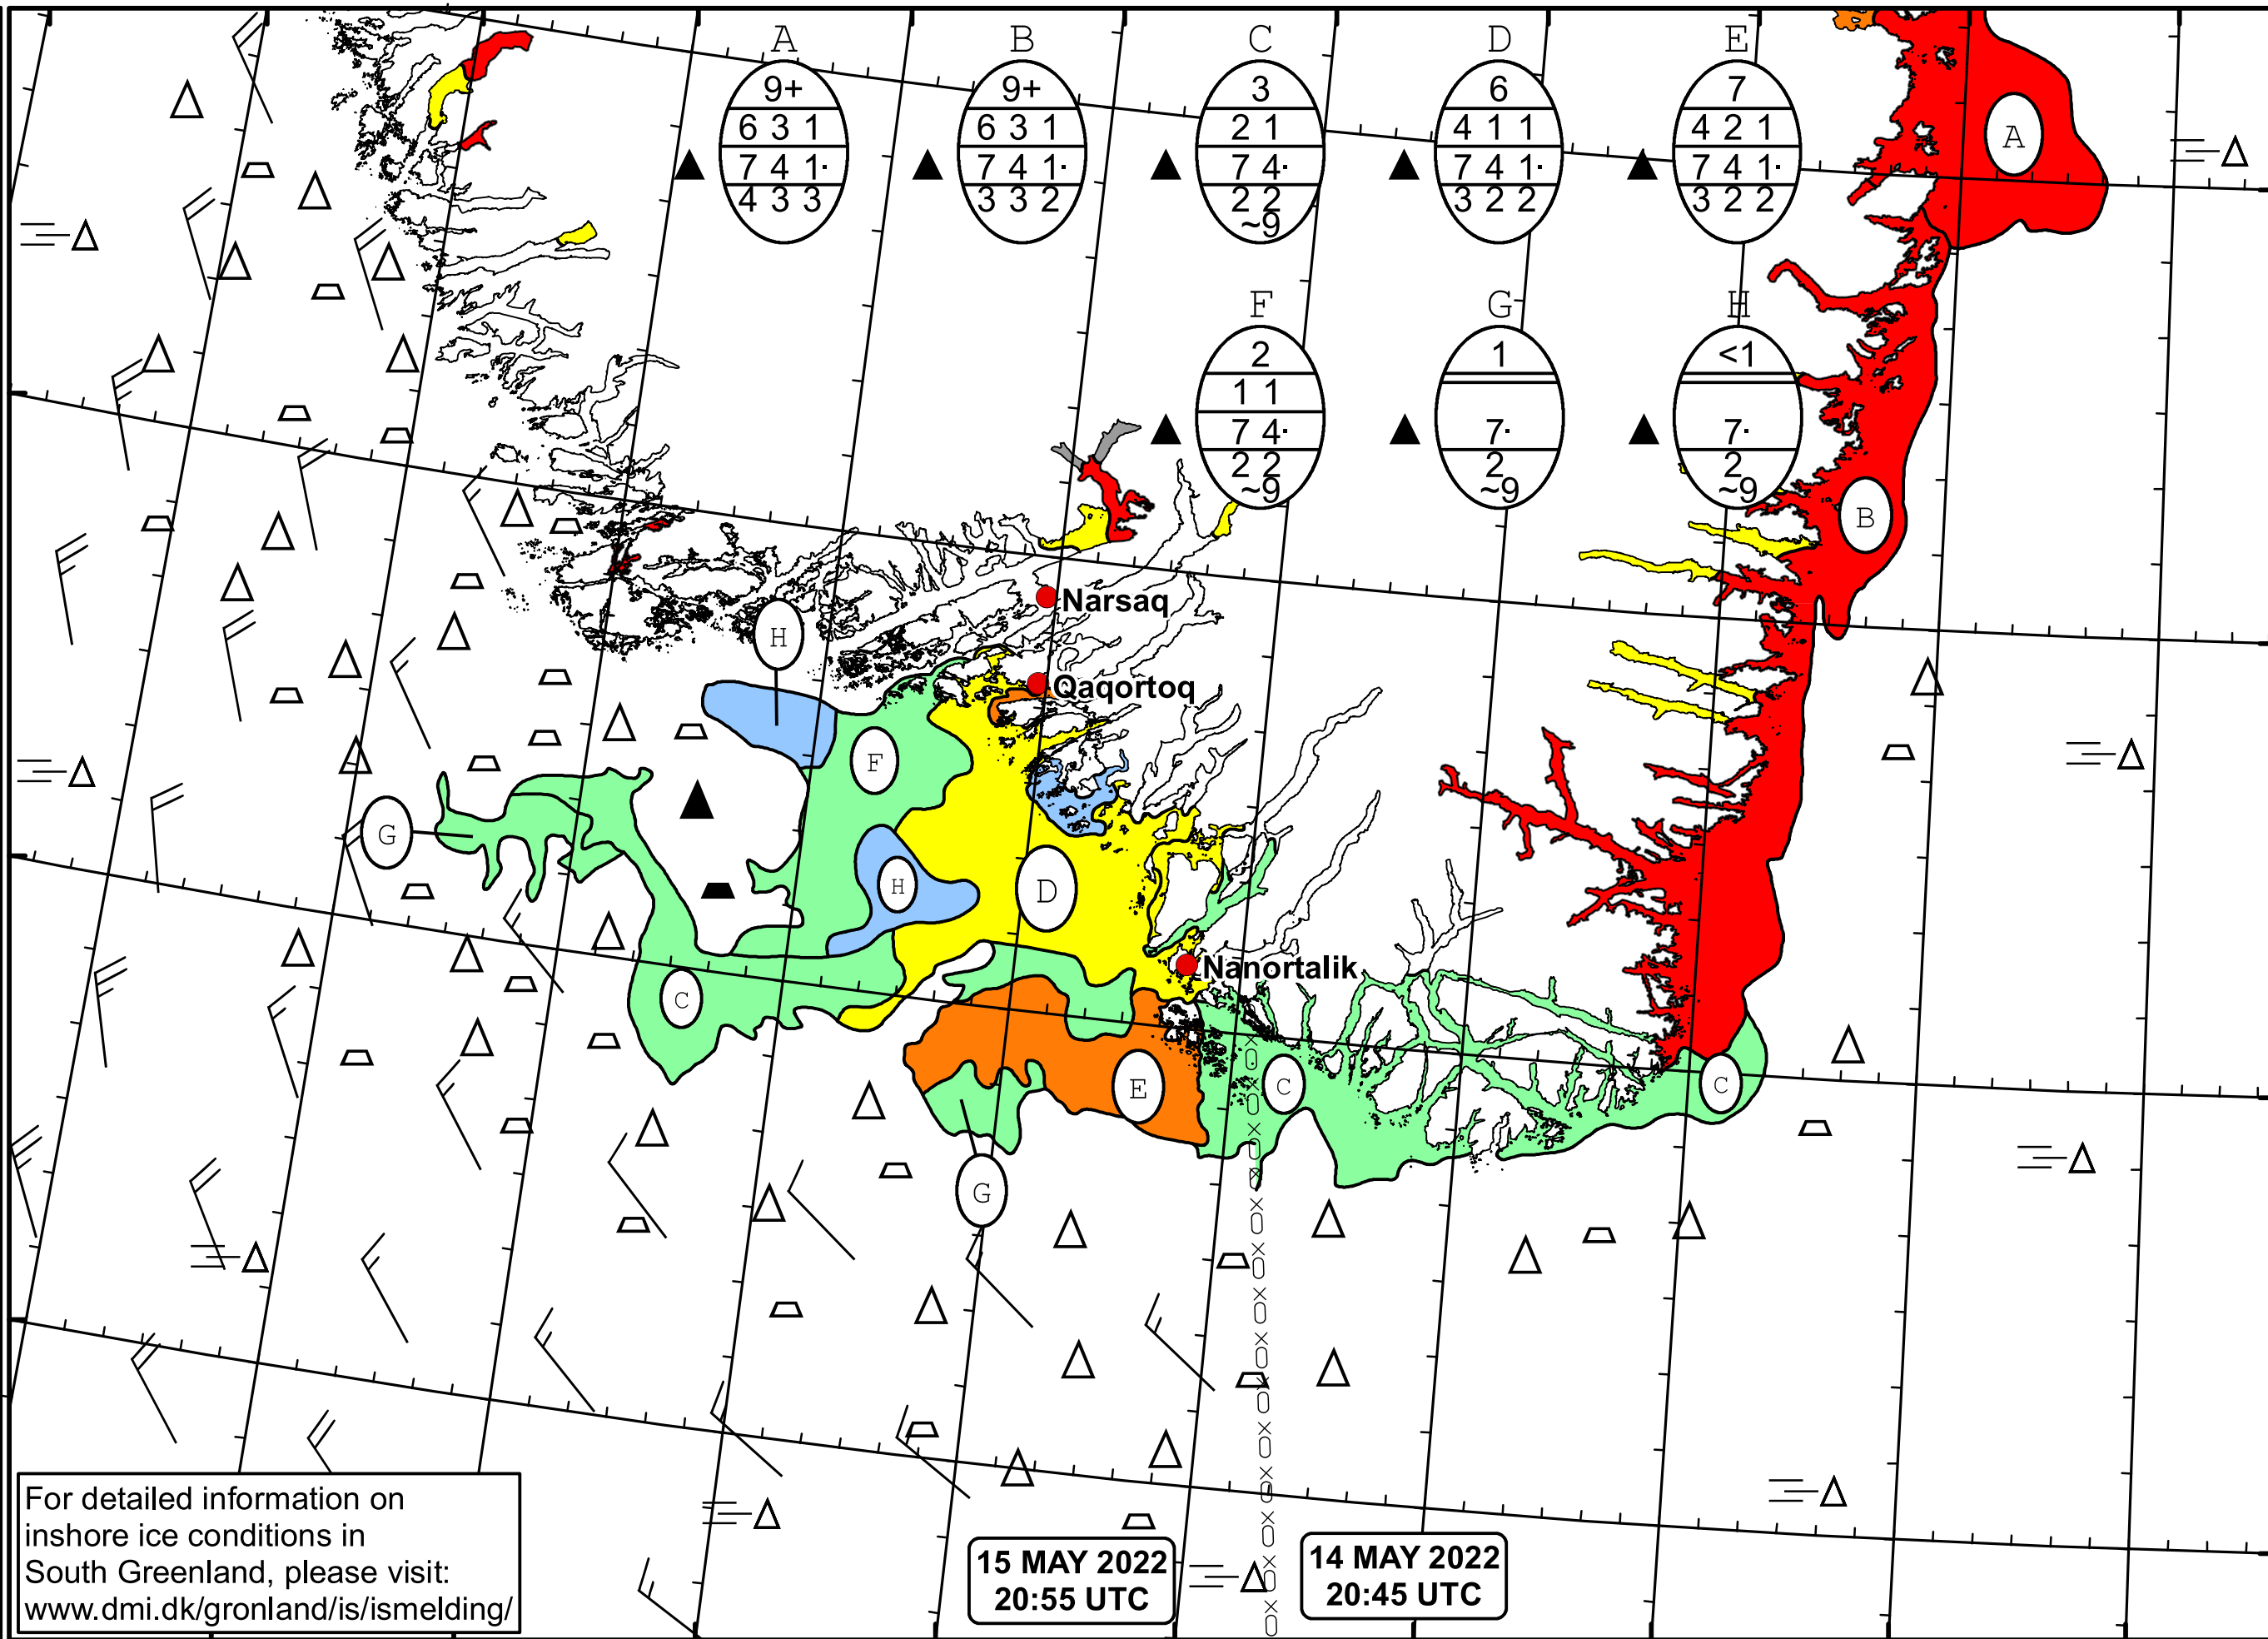 A B C D E
9+ 9+ 3 6 7
6 3 1 6 3 1 2 1 4 1 1 4 2 1
7 4 1· 7 4 1· 7 4· 7 4 1· 7 4 1·
4 3 3 3 3 2 2 2 3 2 2 3 2 2
~9
F G H
2 1 <1
1 1
7 4· 7· 7·
2 2 2 2
~9 ~9 ~9
A
B
Narsaq
H
Qaqortoq
F
G
H
D
Nanortalik
C
E
C
C
G
For detailed information on
inshore ice conditions in
South Greenland, please visit:
www.dmi.dk/gronland/is/ismelding/
15 MAY 2022
20:55 UTC
14 MAY 2022
20:45 UTC